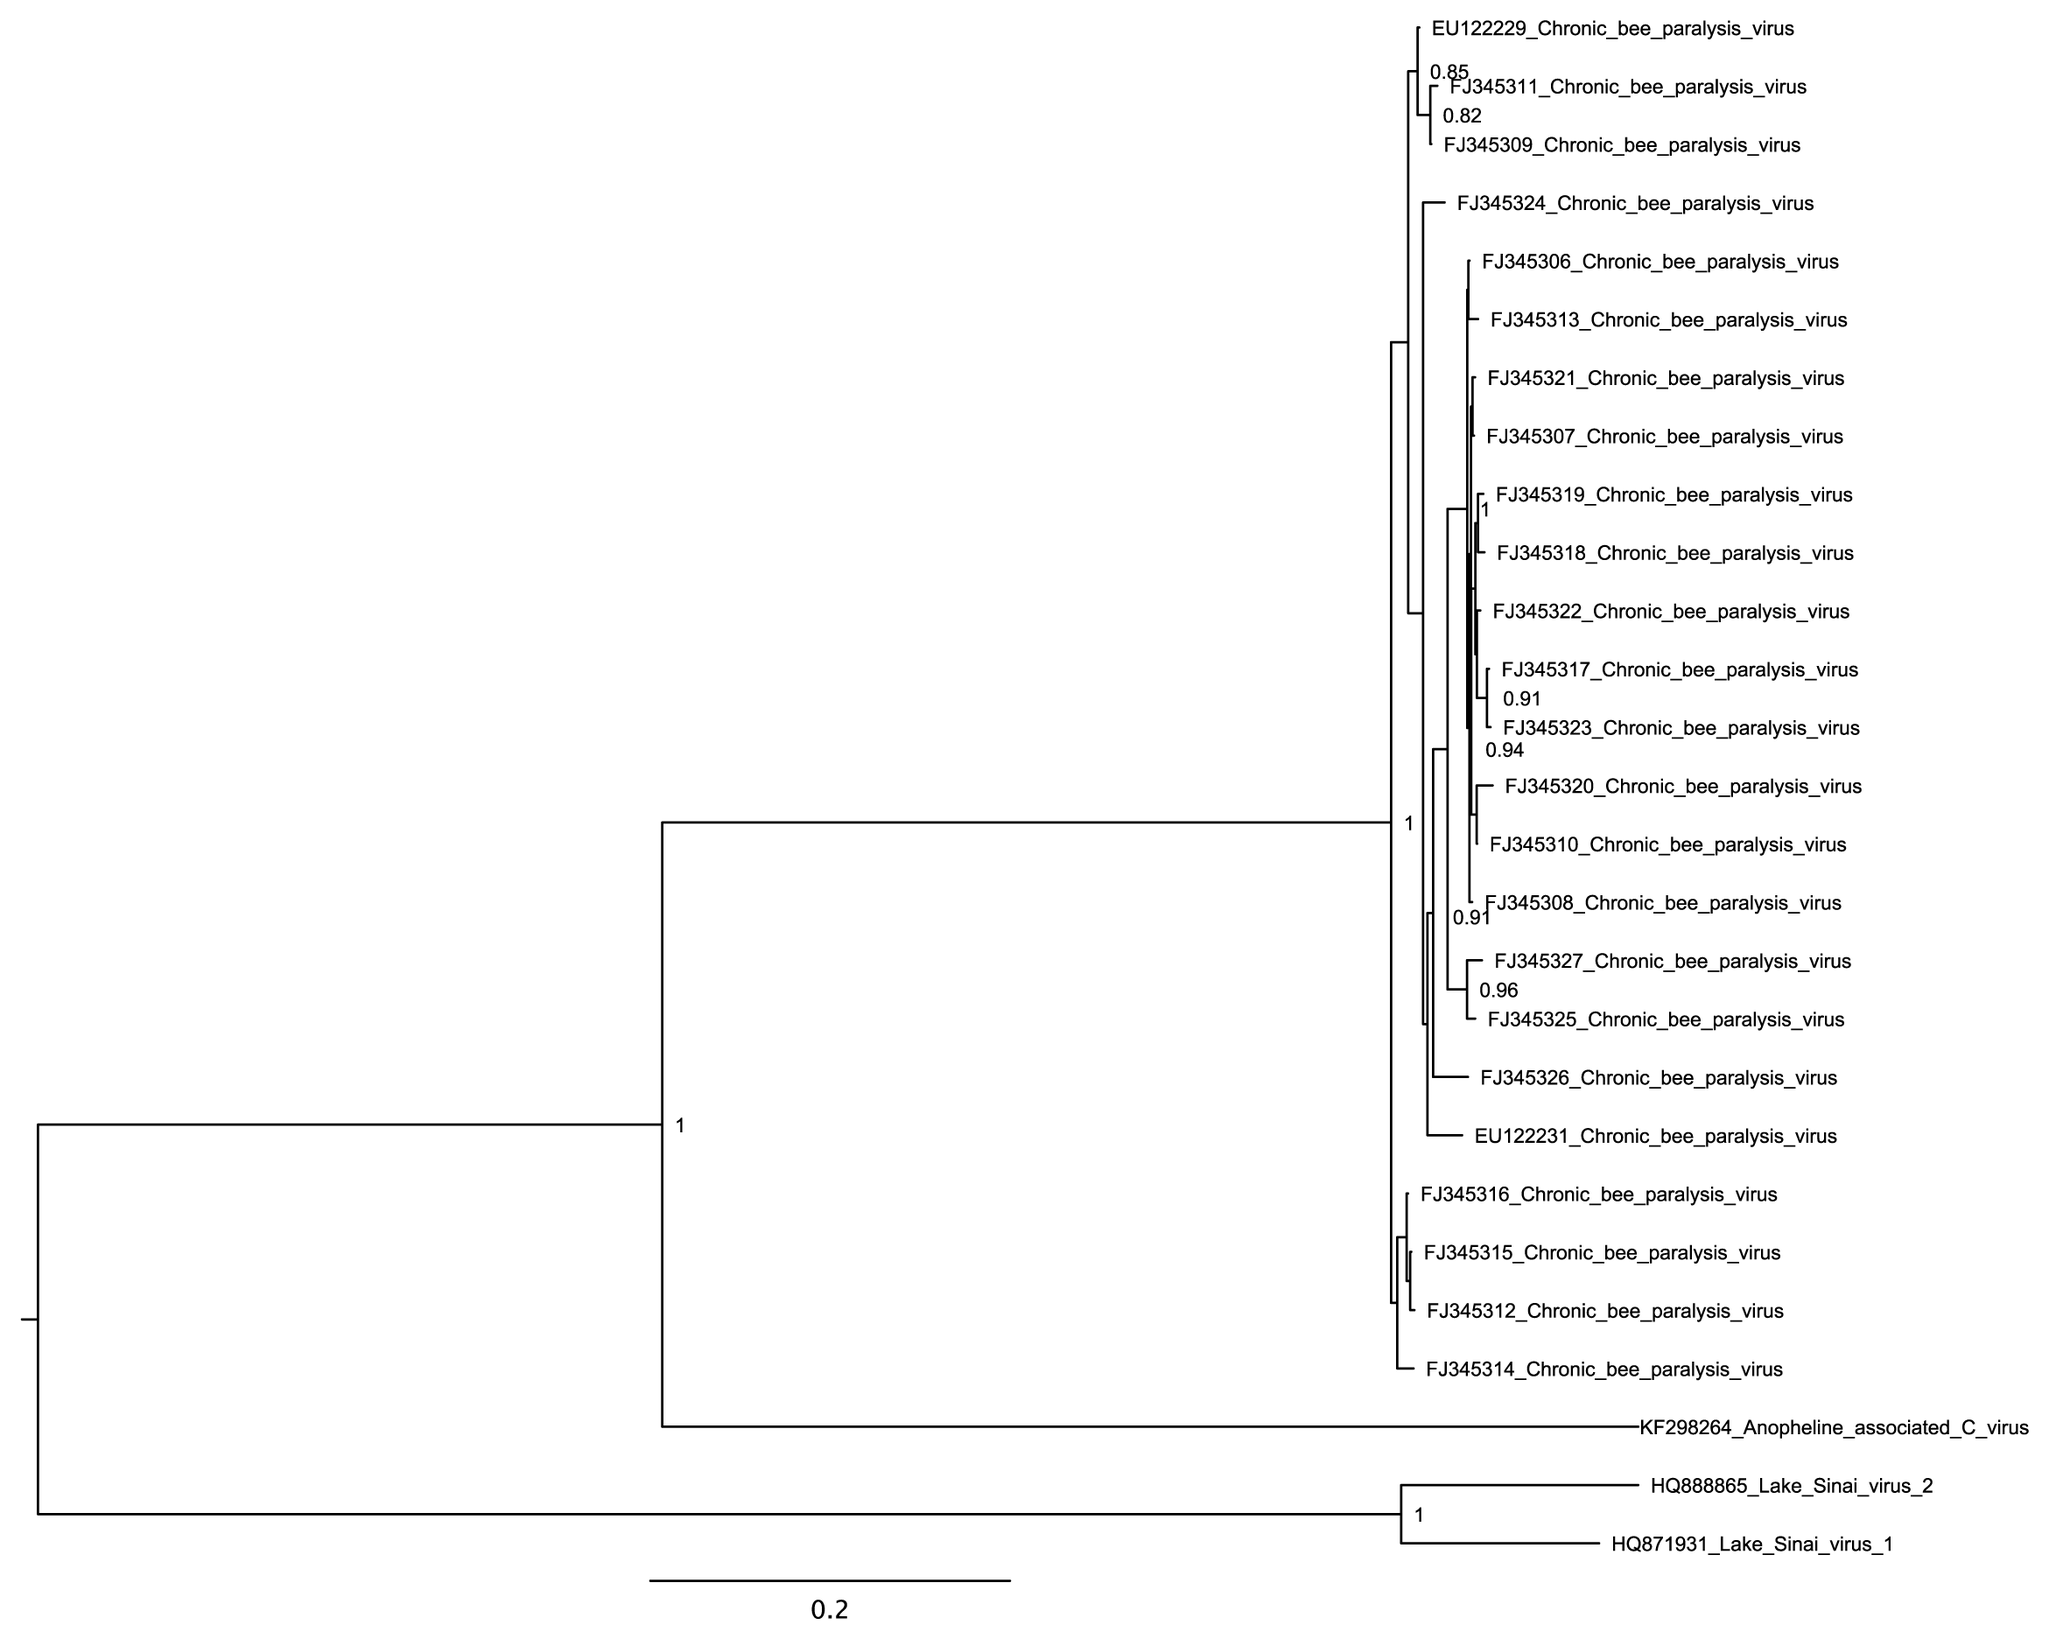 EU122229_Chronic_bee_paralysis_virus
0.85
FJ345311_Chronic_bee_paralysis_virus
0.82
FJ345309_Chronic_bee_paralysis_virus
FJ345324_Chronic_bee_paralysis_virus
FJ345306_Chronic_bee_paralysis_virus
FJ345313_Chronic_bee_paralysis_virus
FJ345321_Chronic_bee_paralysis_virus
FJ345307_Chronic_bee_paralysis_virus
FJ345319_Chronic_bee_paralysis_virus
1
FJ345318_Chronic_bee_paralysis_virus
FJ345322_Chronic_bee_paralysis_virus
FJ345317_Chronic_bee_paralysis_virus
0.91
FJ345323_Chronic_bee_paralysis_virus
0.94
FJ345320_Chronic_bee_paralysis_virus
1
FJ345310_Chronic_bee_paralysis_virus
FJ345308_Chronic_bee_paralysis_virus
0.91
FJ345327_Chronic_bee_paralysis_virus
0.96
FJ345325_Chronic_bee_paralysis_virus
FJ345326_Chronic_bee_paralysis_virus
1
EU122231_Chronic_bee_paralysis_virus
FJ345316_Chronic_bee_paralysis_virus
FJ345315_Chronic_bee_paralysis_virus
FJ345312_Chronic_bee_paralysis_virus
FJ345314_Chronic_bee_paralysis_virus
KF298264_Anopheline_associated_C_virus
HQ888865_Lake_Sinai_virus_2
1
HQ871931_Lake_Sinai_virus_1
0.2